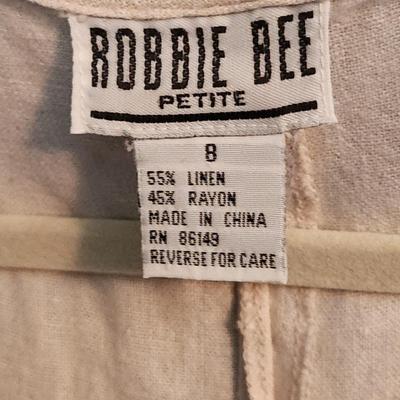 ROBBIE BEE
PETITE
8
55% LINEN
45% RAYON
MADE IN CHINA
RN 86149
REVERSE FOR CARE